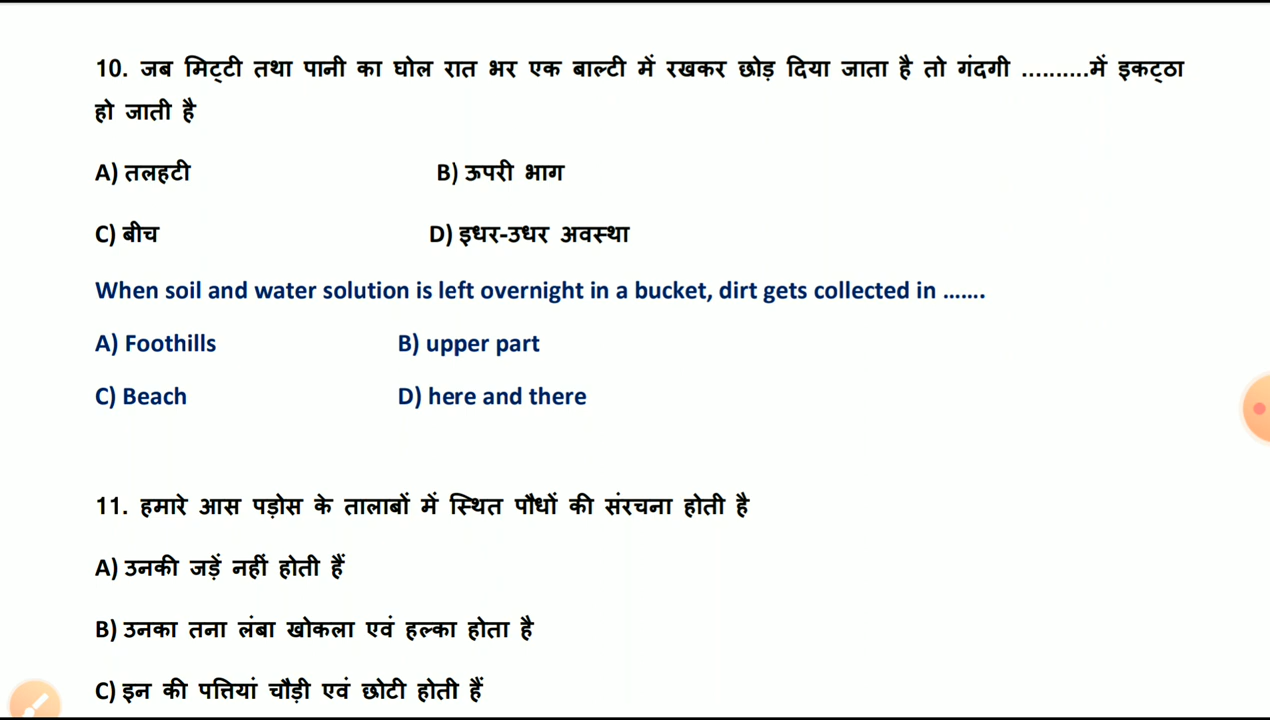 10. जब मिट्टी तथा पानी का घोल रात भर एक बाल्टी में रखकर छोड़ दिया जाता है तो गंदगी ..........में इकट्ठा
हो जाती है
A) तलहटी B) ऊपरी भाग
C) बीच D) इधर-उधर अवस्था
When soil and water solution is left overnight in a bucket, dirt gets collected in .......
A) Foothills B) upper part
C) Beach D) here and there
11. हमारे आस पड़ोस के तालाबों में स्थित पौधों की संरचना होती है
A) उनकी जड़ें नहीं होती हैं
B) उनका तना लंबा खोकला एवं हल्का होता है
C) इन की पत्तियां चौड़ी एवं छोटी होती हैं